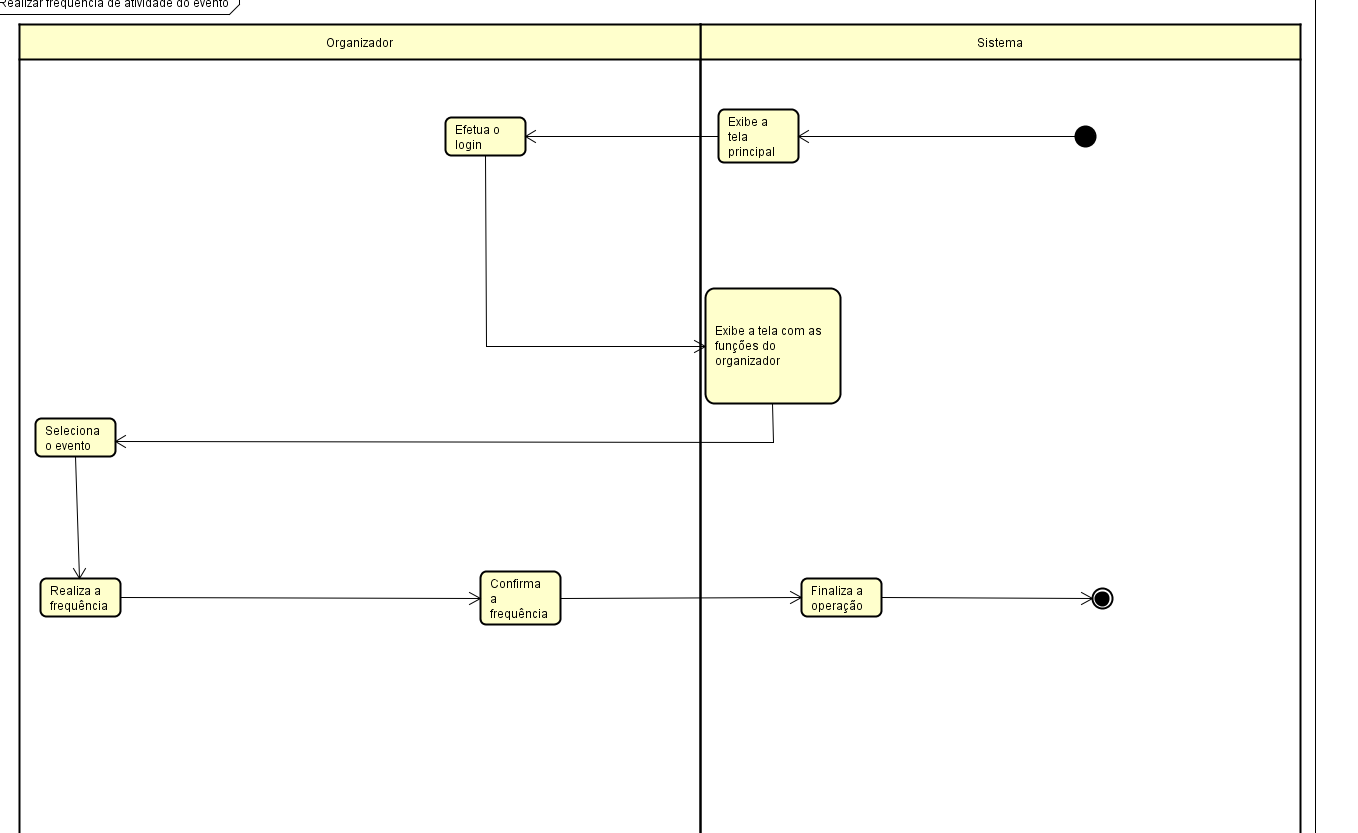 Realizar frequência de atividade do evento
Organizador
Sistema
Efetua o
login
Exibe a
tela
principal
Exibe a tela com as
funções do
organizador
Seleciona
o evento
Realiza a
frequência
Confirma
a
frequência
Finaliza a
operação